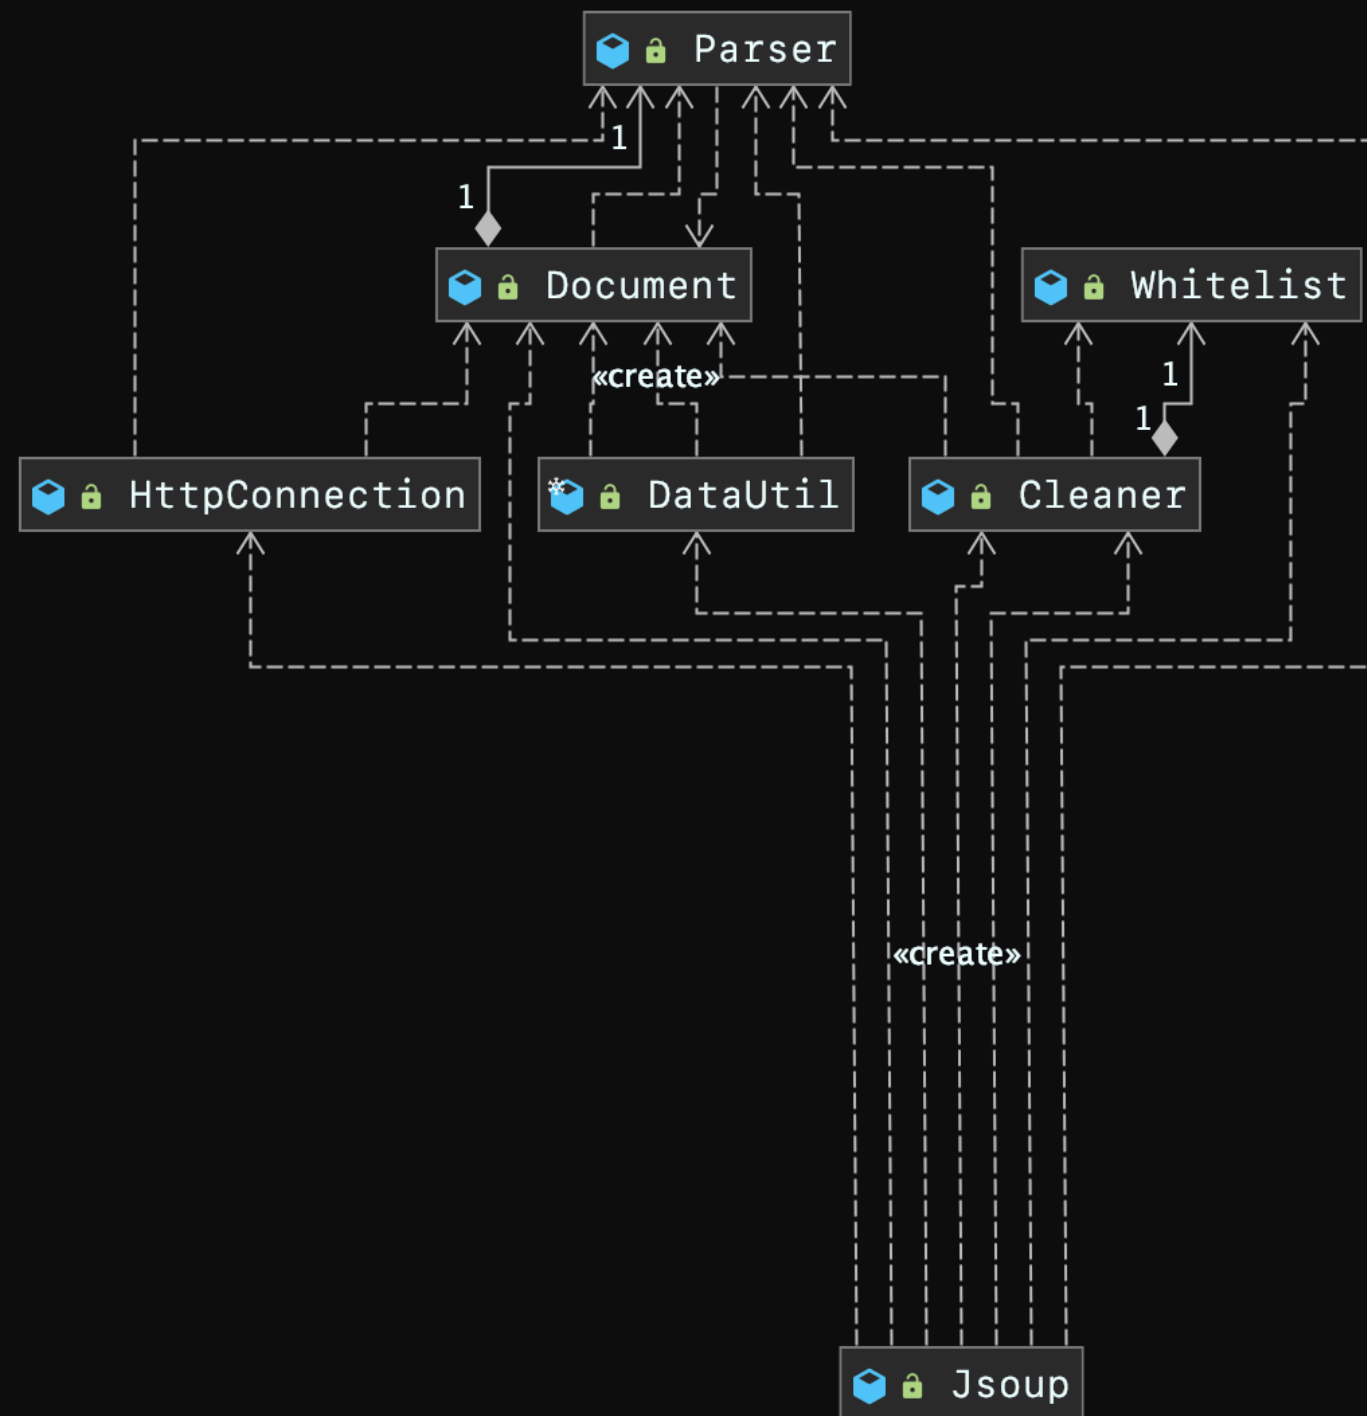 Parser
1
1
Document
Whitelist
«create»
1
1
HttpConnection
DataUtil
Cleaner
«create»
Jsoup